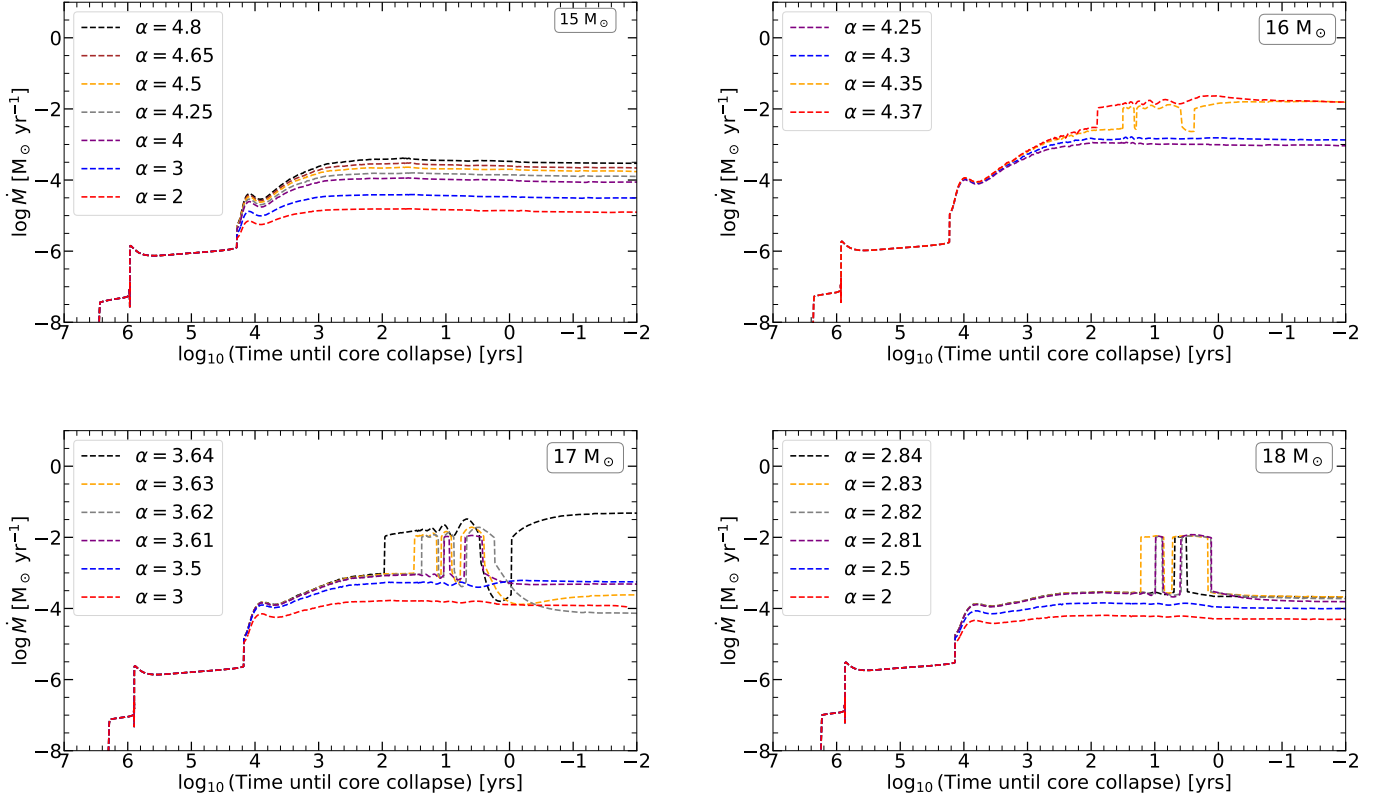 15 M⊙
α = 4.8
α = 4.65
α = 4.5
α = 4.25
α = 4
α = 3
α = 2
0
−2
−4
−6
−8
log Ṁ [M⊙ yr⁻¹]
7 6 5 4 3 2 1 0 −1 −2
log₁₀ (Time until core collapse) [yrs]
16 M⊙
α = 4.25
α = 4.3
α = 4.35
α = 4.37
0
−2
−4
−6
−8
log Ṁ [M⊙ yr⁻¹]
7 6 5 4 3 2 1 0 −1 −2
log₁₀ (Time until core collapse) [yrs]
17 M⊙
α = 3.64
α = 3.63
α = 3.62
α = 3.61
α = 3.5
α = 3
0
−2
−4
−6
−8
log Ṁ [M⊙ yr⁻¹]
7 6 5 4 3 2 1 0 −1 −2
log₁₀ (Time until core collapse) [yrs]
18 M⊙
α = 2.84
α = 2.83
α = 2.82
α = 2.81
α = 2.5
α = 2
0
−2
−4
−6
−8
log Ṁ [M⊙ yr⁻¹]
7 6 5 4 3 2 1 0 −1 −2
log₁₀ (Time until core collapse) [yrs]